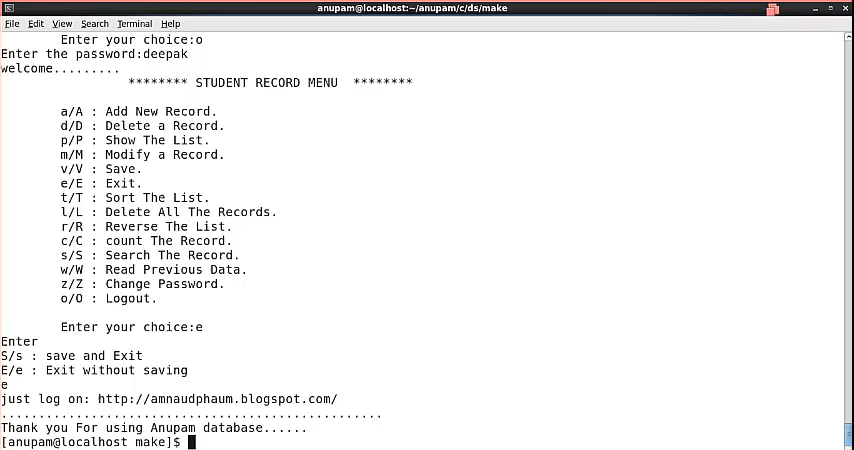 anupam@localhost:~/anupam/c/ds/make
File Edit View Search Terminal Help
Enter your choice:o
Enter the password:deepak
welcome.........
******** STUDENT RECORD MENU ********
a/A : Add New Record.
d/D : Delete a Record.
p/P : Show The List.
m/M : Modify a Record.
v/V : Save.
e/E : Exit.
t/T : Sort The List.
l/L : Delete All The Records.
r/R : Reverse The List.
c/C : count The Record.
s/S : Search The Record.
w/W : Read Previous Data.
z/Z : Change Password.
o/O : Logout.
Enter your choice:e
Enter
S/s : save and Exit
E/e : Exit without saving
e
just log on: http://amnaudphaum.blogspot.com/
...................................................
Thank you For using Anupam database......
[anupam@localhost make]$